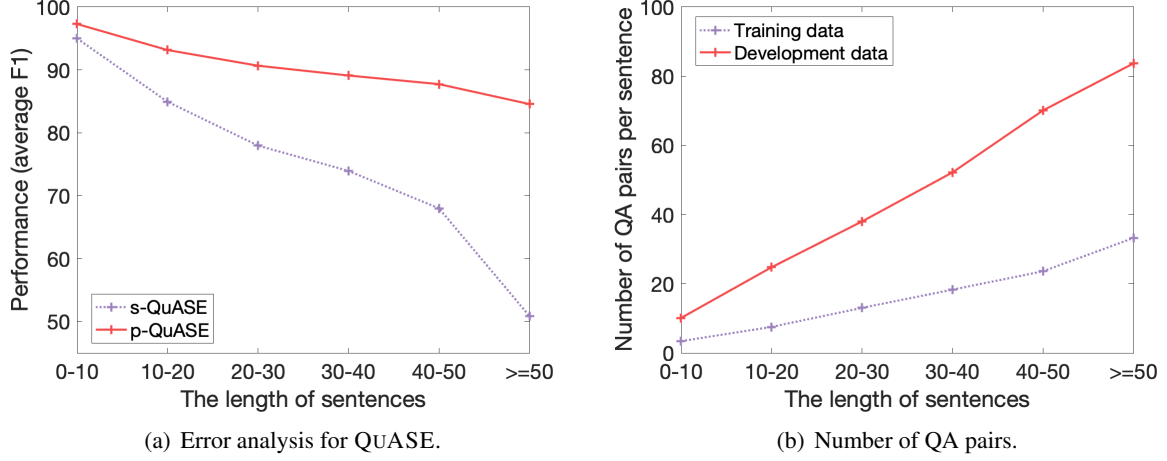 Performance (average F1)
100
90
80
70
60
50
s-QuASE
p-QuASE
0-10 10-20 20-30 30-40 40-50 >=50
The length of sentences
(a) Error analysis for QUASE.
Number of QA pairs per sentence
100
80
60
40
20
0
Training data
Development data
0-10 10-20 20-30 30-40 40-50 >=50
The length of sentences
(b) Number of QA pairs.